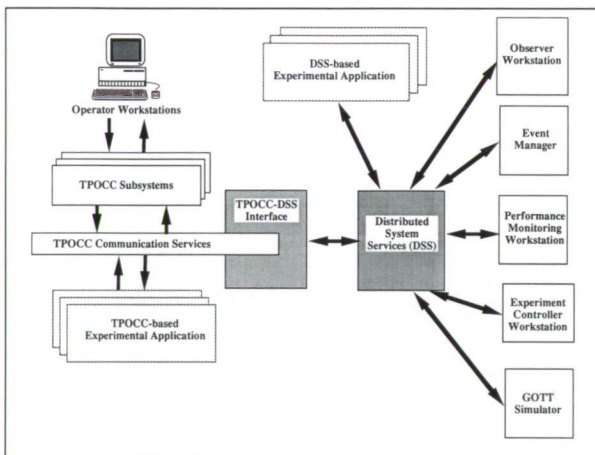 Operator Workstations
TPOCC Subsystems
TPOCC Communication Services
TPOCC-based
Experimental Application
TPOCC-DSS
Interface
DSS-based
Experimental Application
Distributed
System
Services (DSS)
Observer
Workstation
Event
Manager
Performance
Monitoring
Workstation
Experiment
Controller
Workstation
GOTT
Simulator